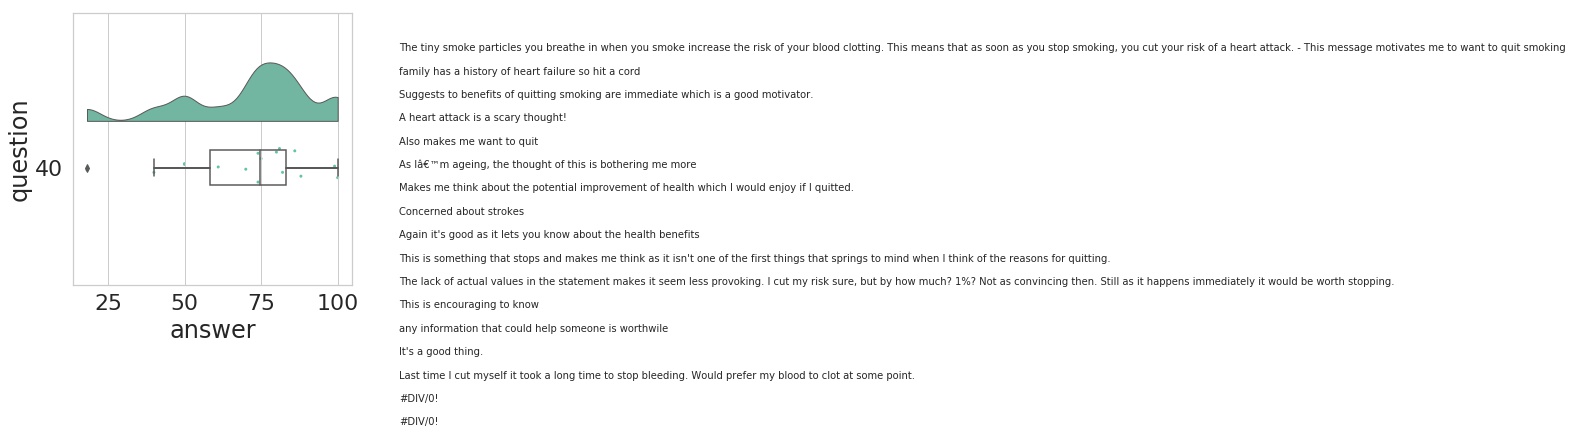 The tiny smoke particles you breathe in when you smoke increase the risk of your blood clotting. This means that as soon as you stop smoking, you cut your risk of a heart attack. - This message motivates me to want to quit smoking
family has a history of heart failure so hit a cord
Suggests to benefits of quitting smoking are immediate which is a good motivator.
A heart attack is a scary thought!
Also makes me want to quit
As Iâ€™m ageing, the thought of this is bothering me more
Makes me think about the potential improvement of health which I would enjoy if I quitted.
Concerned about strokes
Again it's good as it lets you know about the health benefits
This is something that stops and makes me think as it isn't one of the first things that springs to mind when I think of the reasons for quitting.
The lack of actual values in the statement makes it seem less provoking. I cut my risk sure, but by how much? 1%? Not as convincing then. Still as it happens immediately it would be worth stopping.
This is encouraging to know
any information that could help someone is worthwhile
It's a good thing.
Last time I cut myself it took a long time to stop bleeding. Would prefer my blood to clot at some point.
#DIV/0!
#DIV/0!
question
40
25 50 75 100
answer